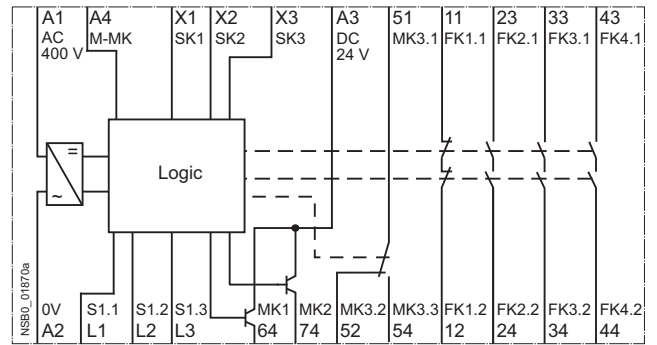 A1 A4 X1 X2 X3 A3 51 11 23 33 43
AC M-MK SK1 SK2 SK3 DC MK3.1 FK1.1 FK2.1 FK3.1 FK4.1
400 V 24 V
=
~
Logic
NSB0_01870a
0V S1.1 S1.2 S1.3 MK1 MK2 MK3.2 MK3.3 FK1.2 FK2.2 FK3.2 FK4.2
A2 L1 L2 L3 64 74 52 54 12 24 34 44